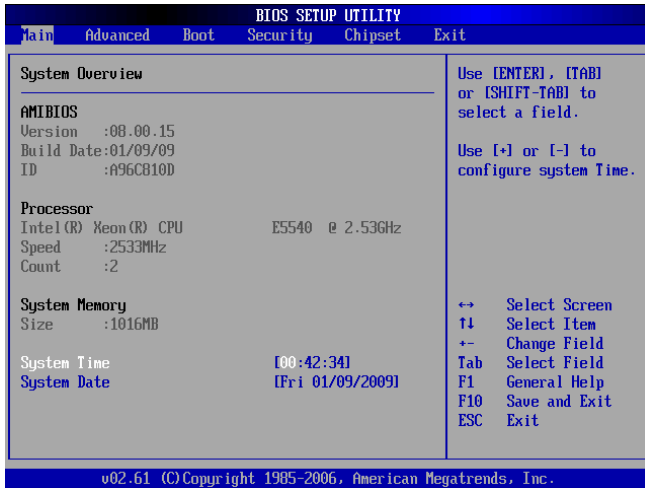 BIOS SETUP UTILITY
Main Advanced Boot Security Chipset Exit
System Overview
AMIBIOS
Version :08.00.15
Build Date:01/09/09
ID :A96C810D
Processor
Intel(R) Xeon(R) CPU E5540 @ 2.53GHz
Speed :2533MHz
Count :2
System Memory
Size :1016MB
System Time [00:42:34]
System Date [Fri 01/09/2009]
Use [ENTER], [TAB]
or [SHIFT-TAB] to
select a field.
Use [+] or [-] to
configure system Time.
↔ Select Screen
↑↓ Select Item
+- Change Field
Tab Select Field
F1 General Help
F10 Save and Exit
ESC Exit
v02.61 (C)Copyright 1985-2006, American Megatrends, Inc.